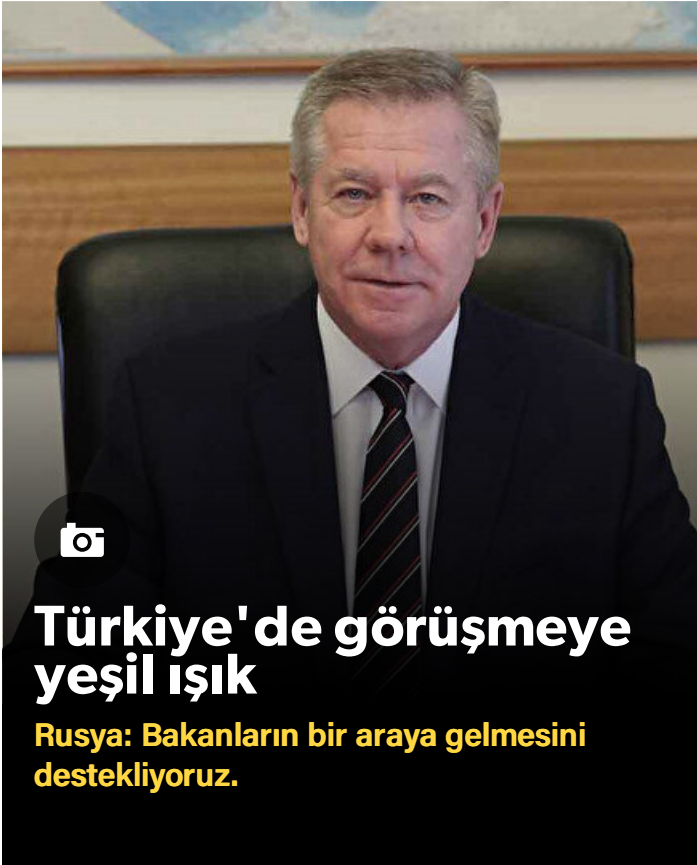 Türkiye'de görüşmeye
yeşil ışık
Rusya: Bakanların bir araya gelmesini
destekliyoruz.